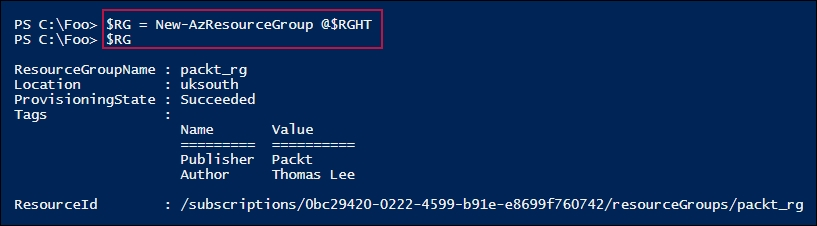 PS C:\Foo> $RG = New-AzResourceGroup @$RGHT
PS C:\Foo> $RG
ResourceGroupName : packt_rg
Location          : uksouth
ProvisioningState : Succeeded
Tags              :
                    Name       Value
                    =========  ==========
                    Publisher  Packt
                    Author     Thomas Lee
ResourceId        : /subscriptions/0bc29420-0222-4599-b91e-e8699f760742/resourceGroups/packt_rg